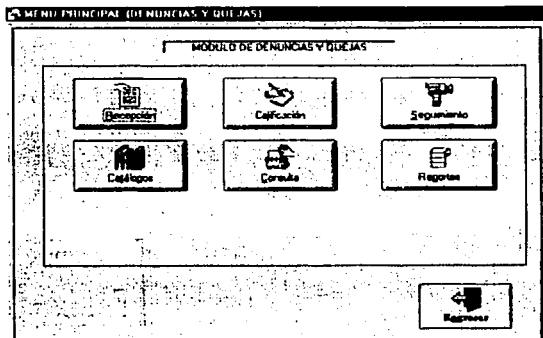 MENU PRINCIPAL (DENUNCIAS Y QUEJAS)
MODULO DE DENUNCIAS Y QUEJAS
Recepción
Calificación
Seguimiento
Catálogos
Consulta
Reportes
Regresar